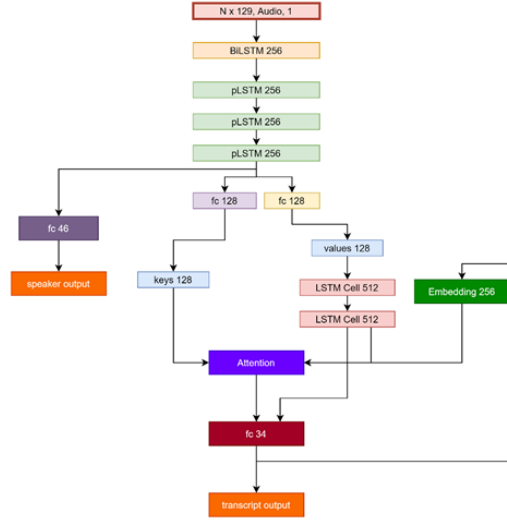 N x 129, Audio, 1
BiLSTM 256
pLSTM 256
pLSTM 256
pLSTM 256
fc 128
fc 128
fc 46
values 128
speaker output
keys 128
LSTM Cell 512
Embedding 256
LSTM Cell 512
Attention
fc 34
transcript output